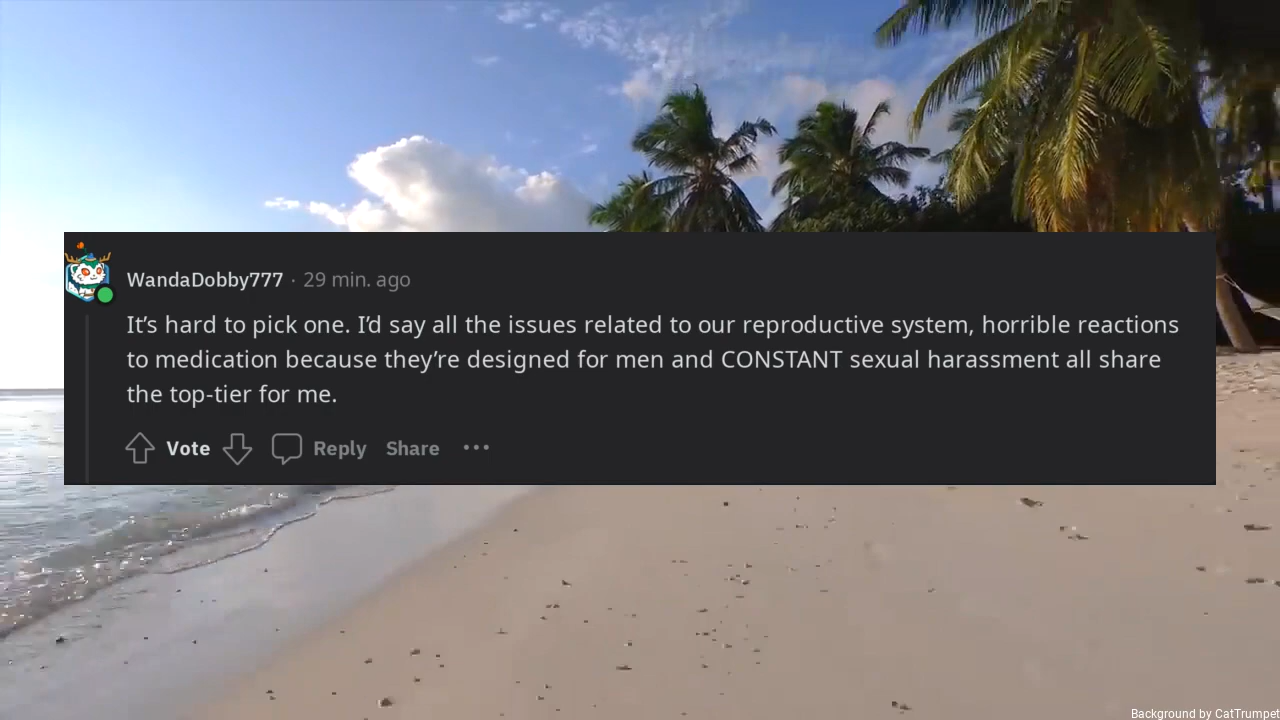 WandaDobby777 · 29 min. ago
It’s hard to pick one. I’d say all the issues related to our reproductive system, horrible reactions
to medication because they’re designed for men and CONSTANT sexual harassment all share
the top-tier for me.
Vote Reply Share ···
Background by CatTrumpet